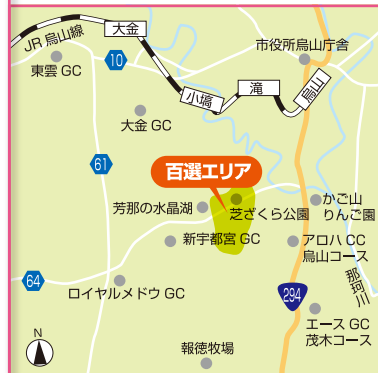 大金
JR 烏山線
市役所烏山庁舎
東雲 GC
10
滝
烏山
小塙
大金 GC
61
百選エリア
芳那の水晶湖
芝ざくら公園
かご山
りんご園
新宇都宮 GC
アロハ CC
烏山コース
那珂川
64
ロイヤルメドウ GC
294
エース GC
茂木コース
N
報徳牧場